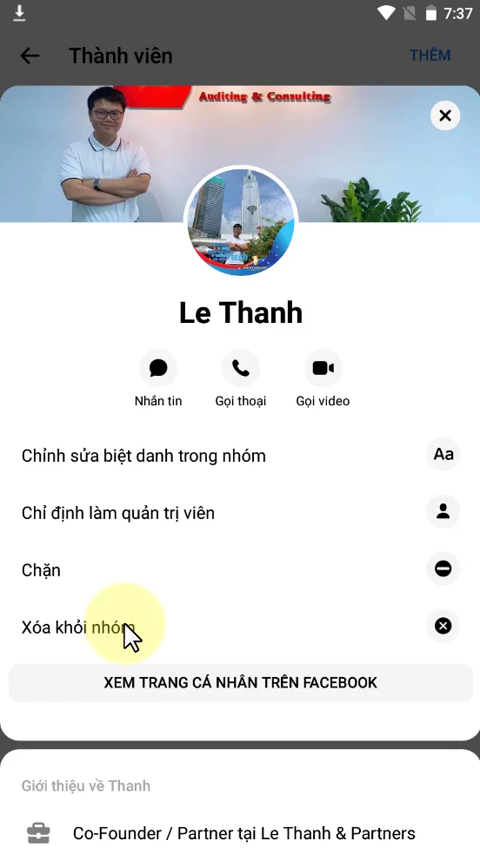 7:37
Thành viên
THÊM
Auditing & Consulting
Le Thanh
Nhắn tin
Gọi thoại
Gọi video
Chỉnh sửa biệt danh trong nhóm
Aa
Chỉ định làm quản trị viên
Chặn
Xóa khỏi nhóm
XEM TRANG CÁ NHÂN TRÊN FACEBOOK
Giới thiệu về Thanh
Co-Founder / Partner tại Le Thanh & Partners